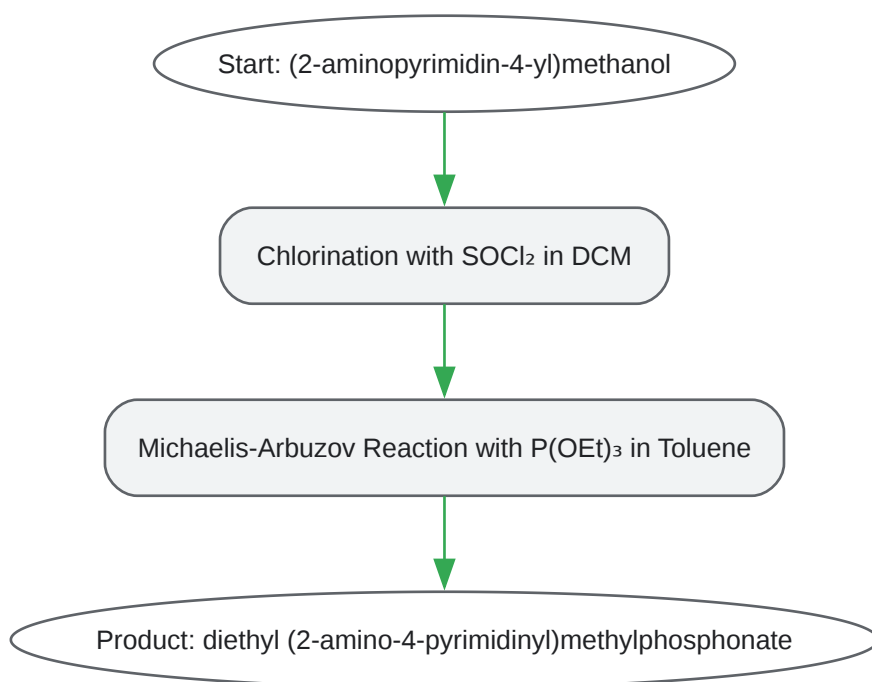 Start: (2-aminopyrimidin-4-yl)methanol
Chlorination with SOCl₂ in DCM
Michaelis-Arbuzov Reaction with P(OEt)₃ in Toluene
Product: diethyl (2-amino-4-pyrimidinyl)methylphosphonate